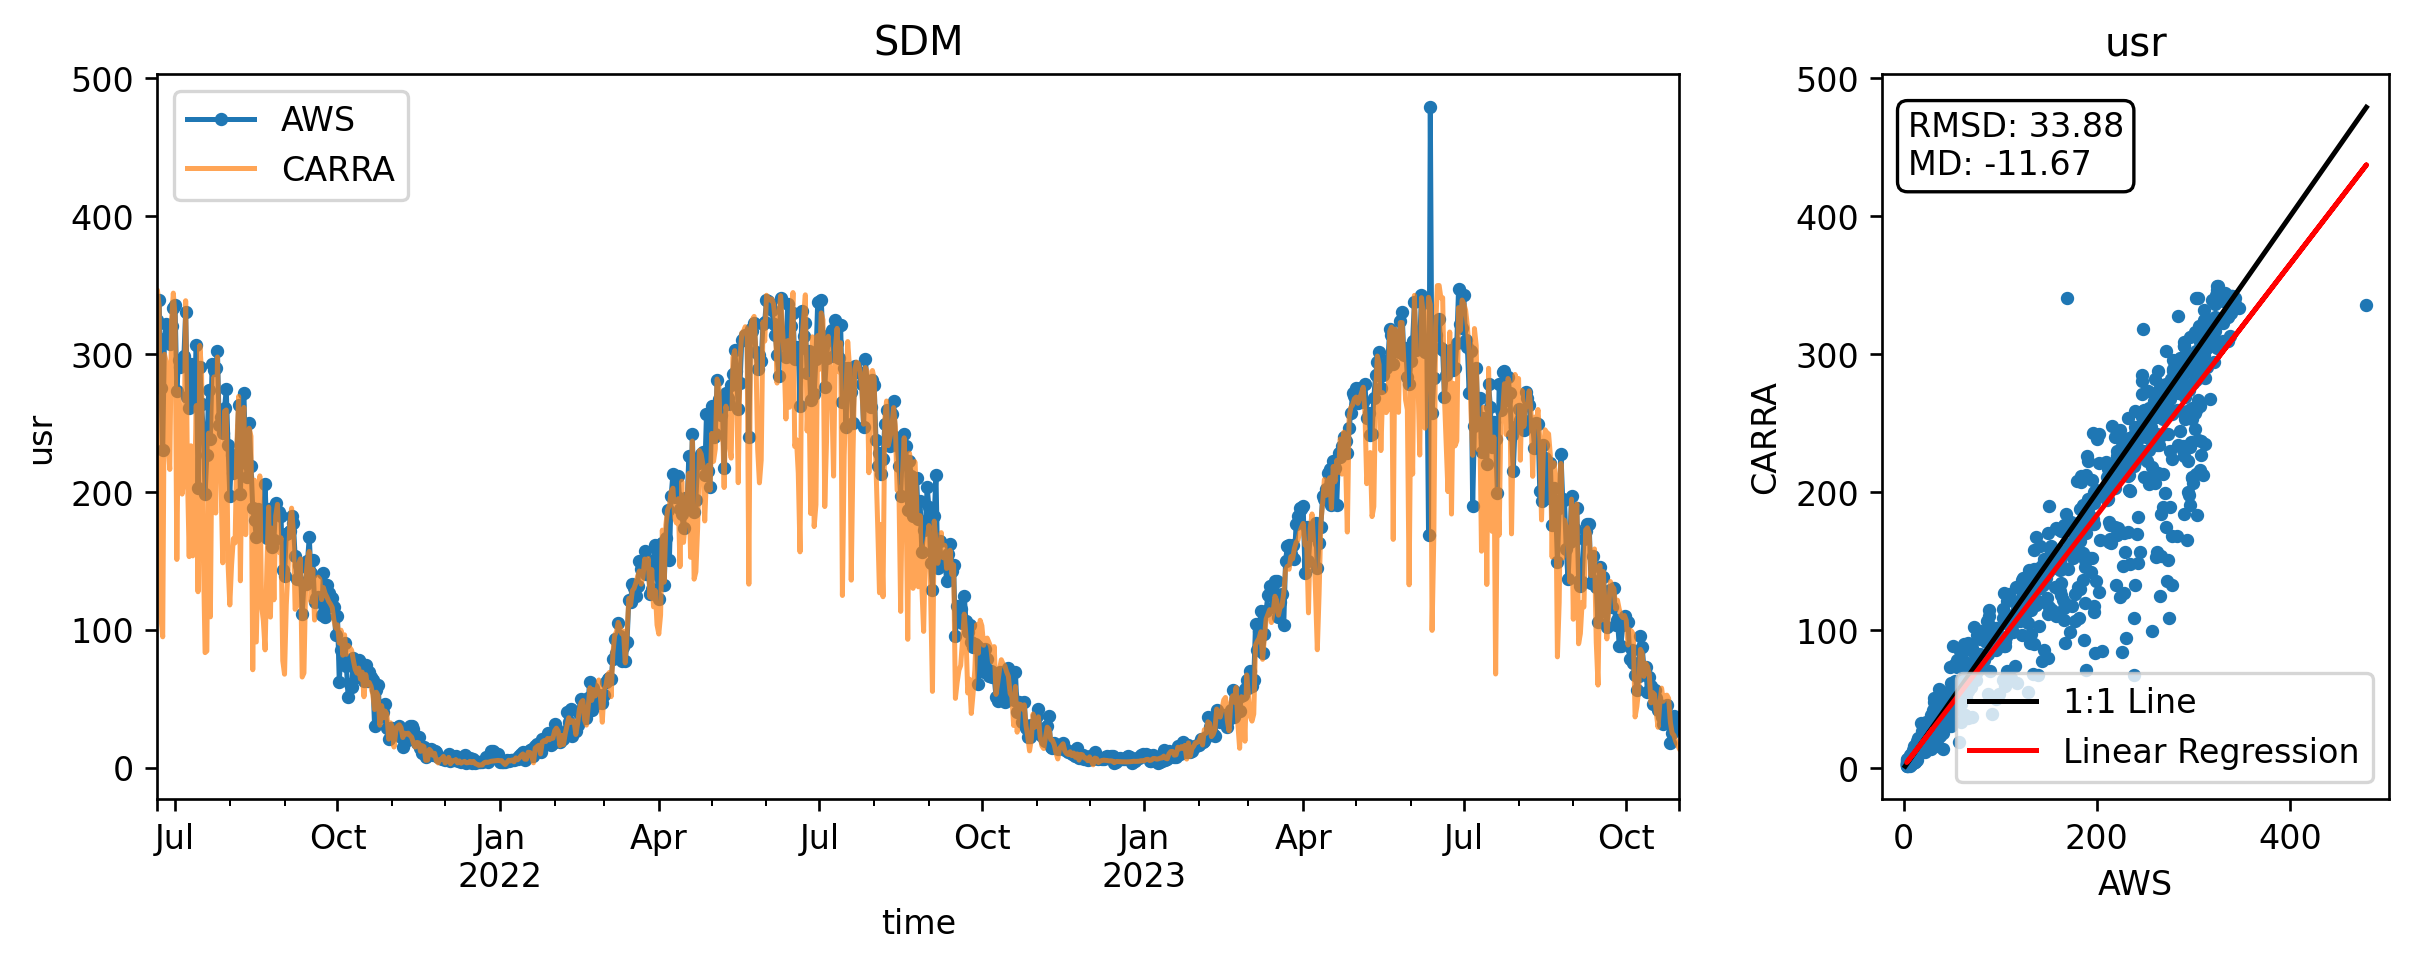 SDM
usr
500
400
300
200
100
0
AWS
CARRA
Jul
Oct
Jan
2022
Apr
Jul
Oct
Jan
2023
Apr
Jul
Oct
time
usr
usr
CARRA
500
400
300
200
100
0
RMSD: 33.88
MD: -11.67
1:1 Line
Linear Regression
0
200
400
AWS